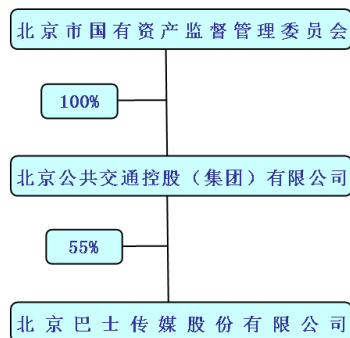 北京市国有资产监督管理委员会
100%
北京公共交通控股（集团）有限公司
55%
北京巴士传媒股份有限公司